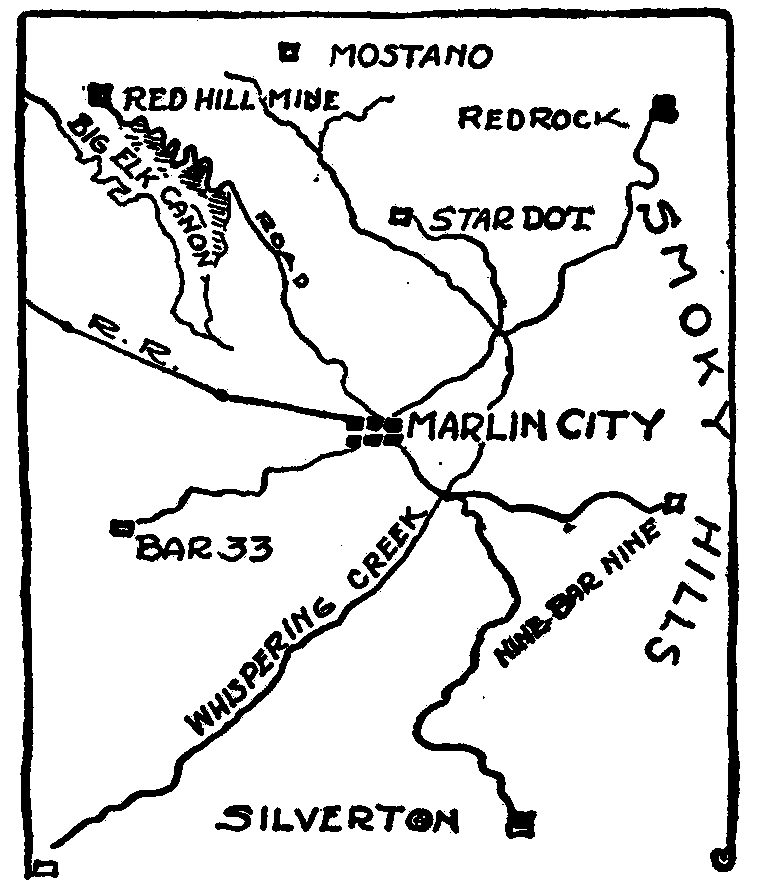 MOSTANO
RED HILL MINE
REDROCK
BIG ELK CANON
ROAD
STAR DOT
SMOKY
R. R.
MARLIN CITY
BAR 33
WHISPERING CREEK
NINE BAR NINE
HILLS
SILVERTON